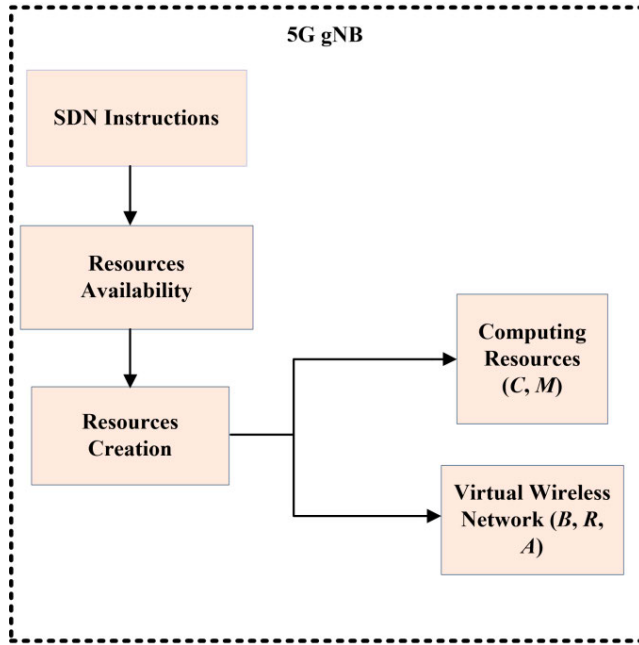 5G gNB
SDN Instructions
Resources
Availability
Resources
Creation
Computing
Resources
(C, M)
Virtual Wireless
Network (B, R,
A)